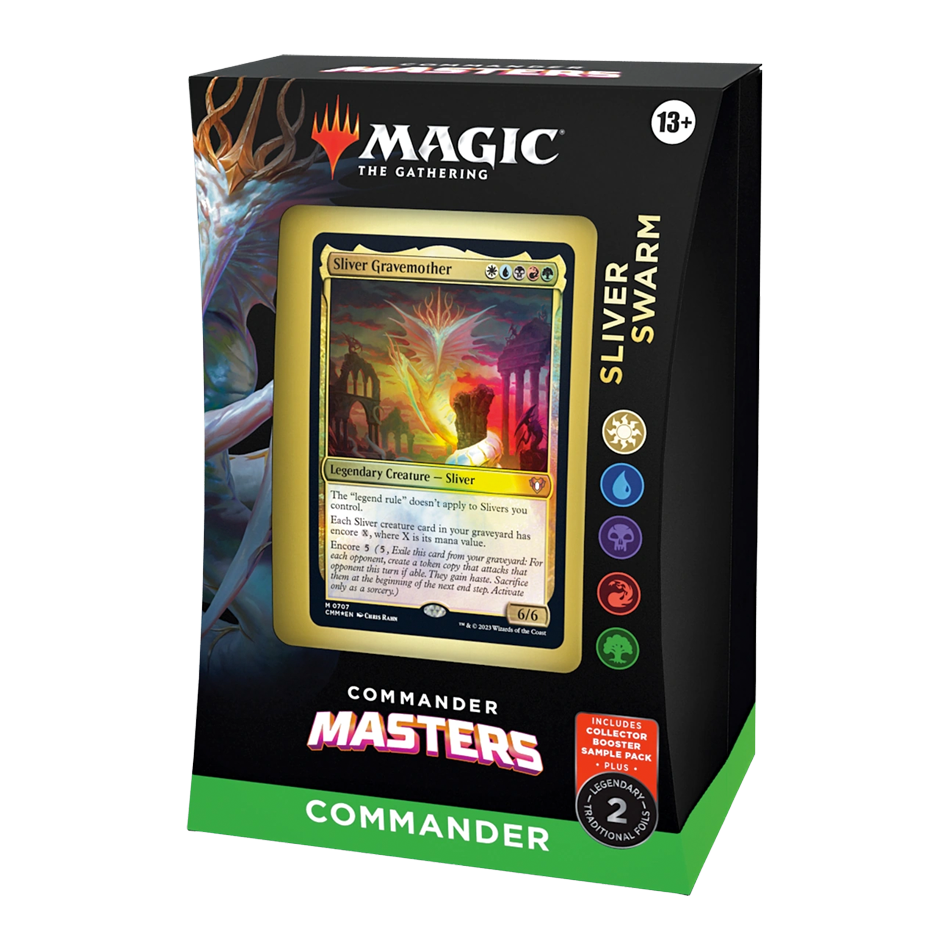 COMMANDER
MASTERS
MAGIC
THE GATHERING
13+
SLIVER
SWARM
Sliver Gravemother
Legendary Creature — Sliver
The “legend rule” doesn’t apply to Slivers you
control.
Each Sliver creature card in your graveyard has
encore X, where X is its mana value.
Encore 5 (5, Exile this card from your graveyard: For
each opponent, create a token copy that attacks that
opponent this turn if able. They gain haste. Sacrifice
them at the beginning of the next end step. Activate
only as a sorcery.)
6/6
M 0707
CMM★EN Chris Rahn
™ & © 2023 Wizards of the Coast
COMMANDER
MASTERS
INCLUDES
COLLECTOR
BOOSTER
SAMPLE PACK
• PLUS •
LEGENDARY
2
TRADITIONAL FOILS
COMMANDER